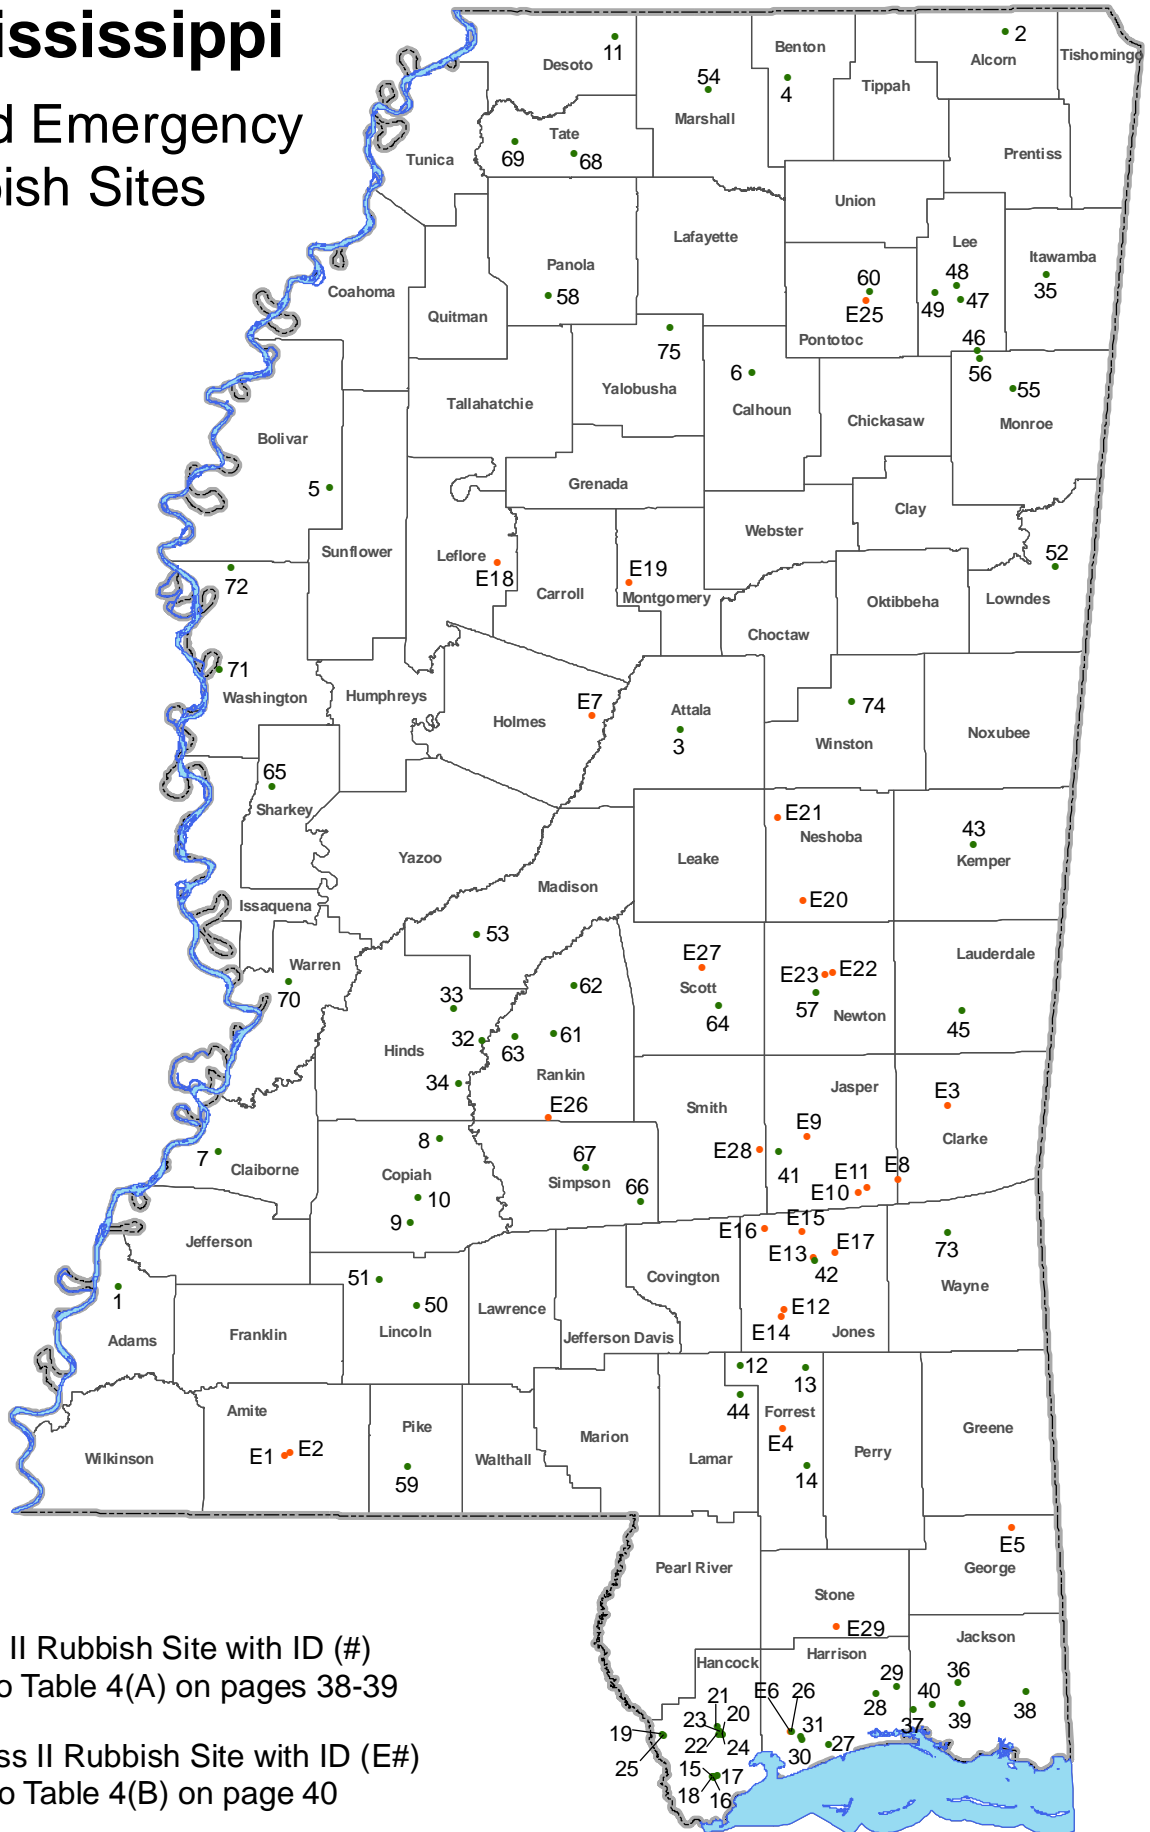 ississippi
d Emergency
bish Sites
Desoto
11
Benton
4
Alcorn
2
Tishomingo
54
Marshall
Tippah
Tate
69
68
Tunica
Prentiss
Union
Lafayette
Lee
Panola
58
Coahoma
Quitman
60
E25
Pontotoc
48
49
47
46
Itawamba
35
56
55
Monroe
75
Yalobusha
6
Calhoun
Chickasaw
Tallahatchie
Bolivar
5
Grenada
Clay
Webster
Sunflower
Leflore
E18
Carroll
E19
Montgomery
52
Lowndes
Oktibbeha
Choctaw
72
71
Washington
Humphreys
Holmes
E7
Attala
3
74
Winston
Noxubee
65
Sharkey
Yazoo
Madison
Leake
E21
Neshoba
E20
43
Kemper
Issaquena
53
Warren
70
33
62
E27
Scott
64
E23
E22
57
Newton
Lauderdale
45
Hinds
32
63
61
Rankin
34
E26
Smith
Jasper
E9
E28
41
E11
E10
E8
E3
Clarke
7
Claiborne
8
Copiah
10
9
67
Simpson
66
Jefferson
E16
E15
E13
E17
42
73
Wayne
E12
E14
Jones
Covington
51
50
Lincoln
Lawrence
Jefferson Davis
1
Adams
Franklin
Amite
E1
E2
Wilkinson
Pike
59
Walthall
Marion
12
44
Lamar
13
Forrest
E4
14
Perry
Greene
E5
George
Pearl River
Stone
E29
Harrison
Jackson
Hancock
II Rubbish Site with ID (#)
o Table 4(A) on pages 38-39
ss II Rubbish Site with ID (E#)
o Table 4(B) on page 40
19
25
21
23
20
22
24
15
17
18
16
E6
26
31
30
27
29
28
37
40
36
39
38